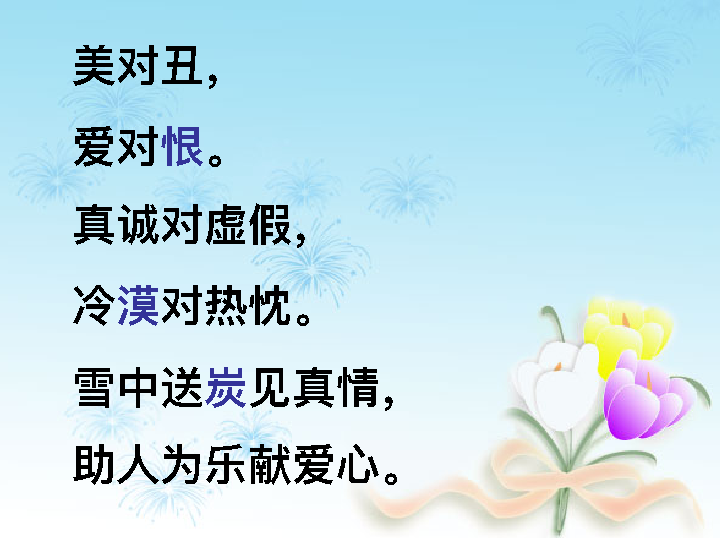 美对丑，
爱对恨。
真诚对虚假，
冷漠对热忱。
雪中送炭见真情，
助人为乐献爱心。